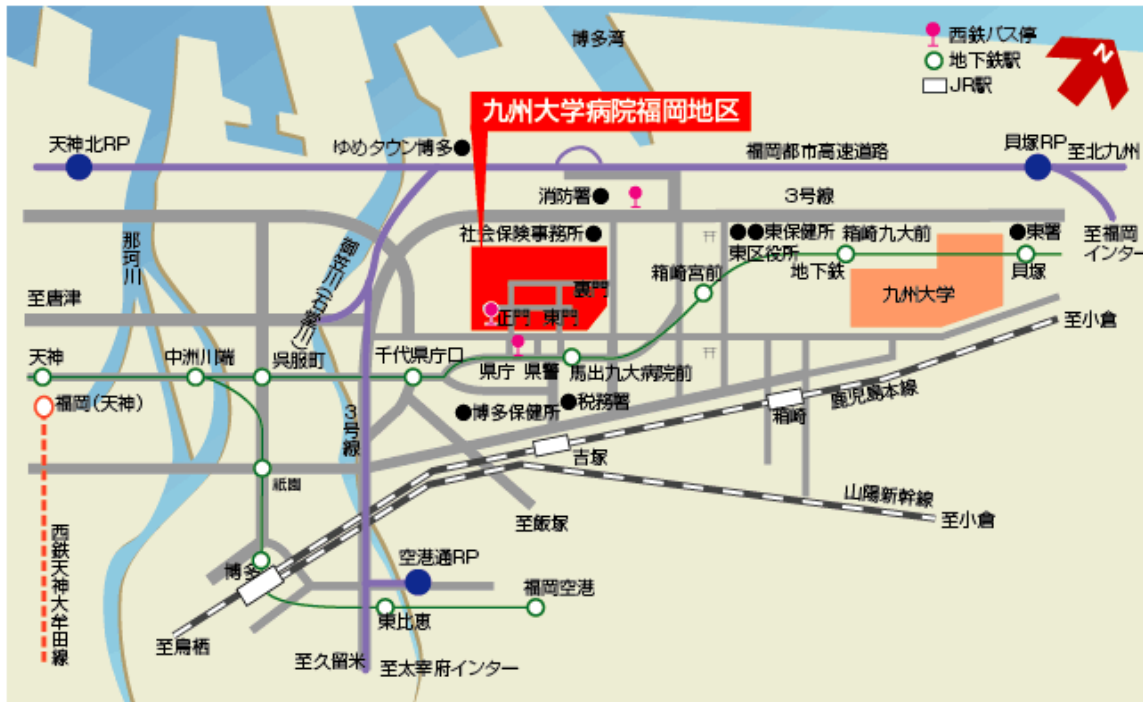 西鉄バス停
地下鉄駅
JR駅
N
博多湾
九州大学病院福岡地区
天神北RP
ゆめタウン博多
福岡都市高速道路
貝塚RP
至北九州
消防署
3号線
社会保険事務所
東保健所
東区役所
箱崎九大前
東署
至福岡
インター
地下鉄
貝塚
那珂川
御笠川(石堂川)
箱崎宮前
九州大学
裏門
正門
東門
至唐津
至小倉
天神
中洲川端
呉服町
千代県庁口
県庁
県警
馬出九大病院前
福岡(天神)
3号線
博多保健所
税務署
箱崎
鹿児島本線
吉塚
祇園
山陽新幹線
至小倉
至飯塚
西鉄天神大牟田線
博多
空港通RP
福岡空港
東比恵
至鳥栖
至久留米
至太宰府インター